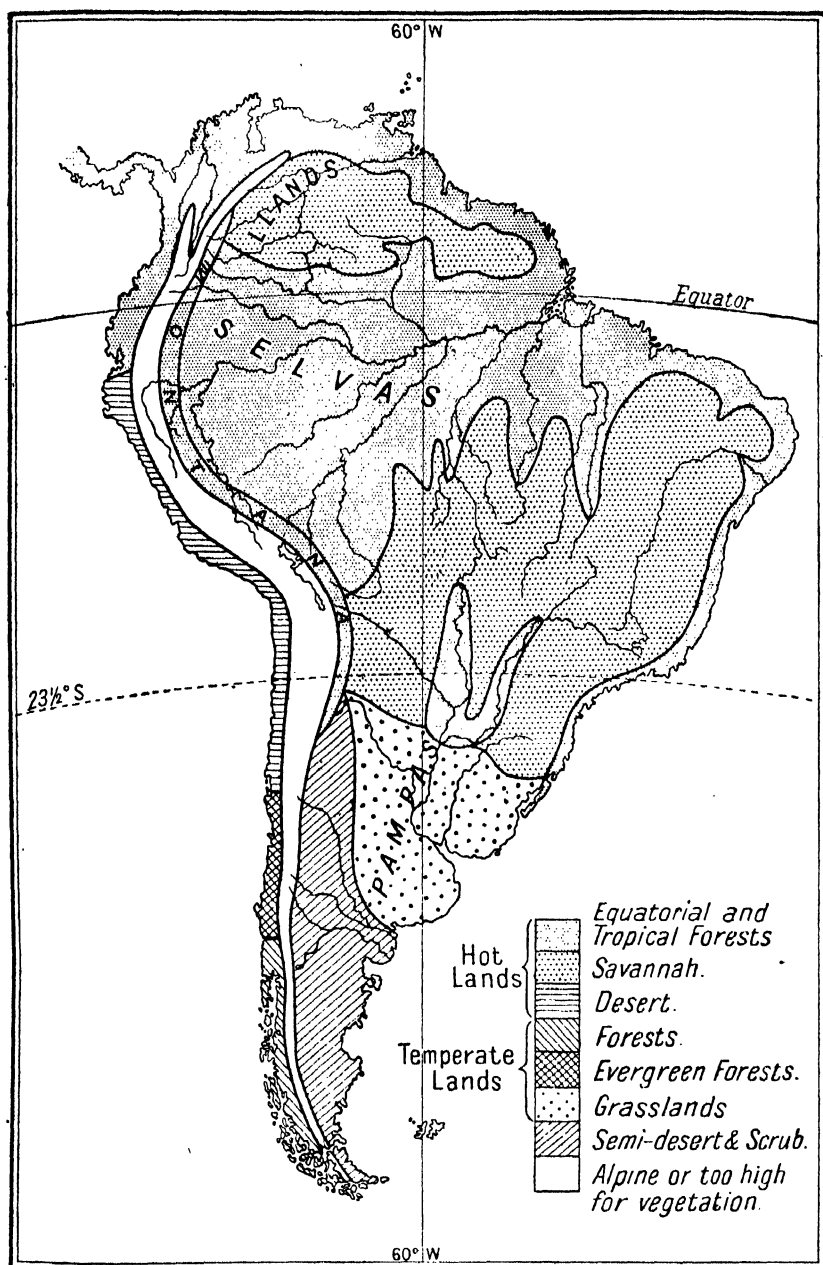 60° W
LLANOS
Equator
SELVAS
MONTANA
23½° S
PAMPAS
Hot
Lands
Equatorial and
Tropical Forests
Savannah.
Desert.
Temperate
Lands
Forests.
Evergreen Forests.
Grasslands
Semi-desert & Scrub.
Alpine or too high
for vegetation.
60° W